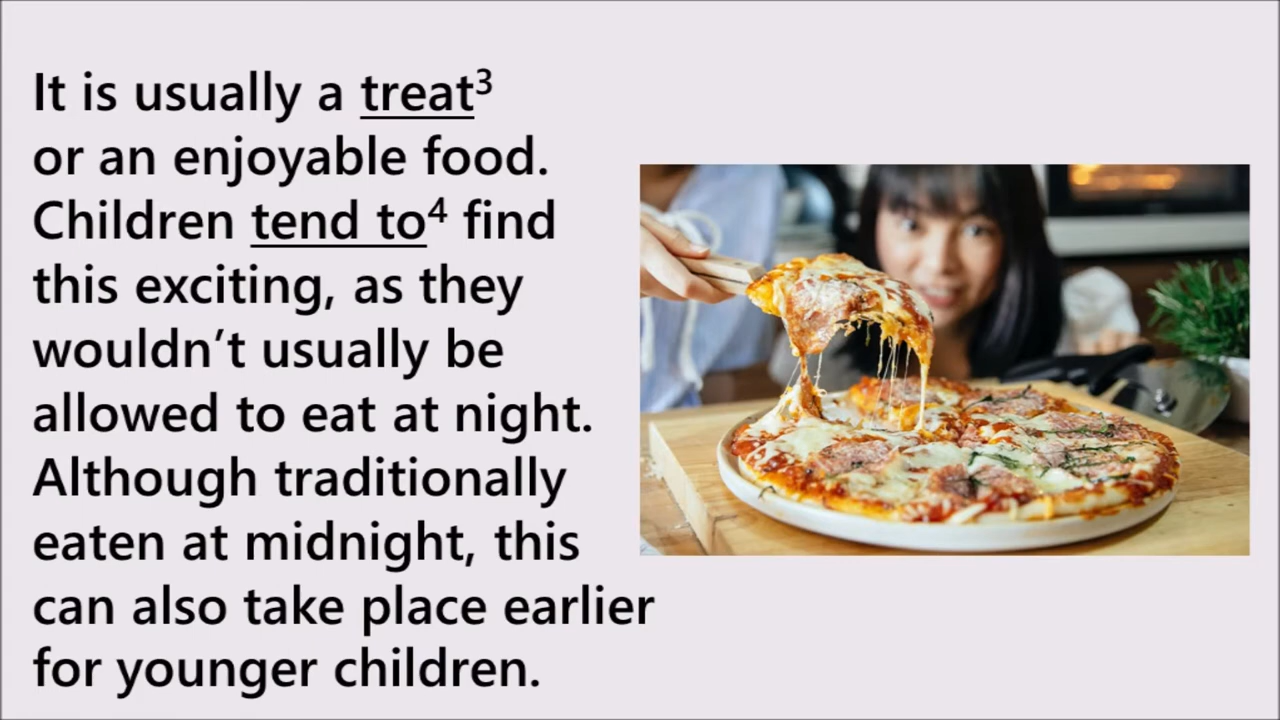 It is usually a treat³
or an enjoyable food.
Children tend to⁴ find
this exciting, as they
wouldn’t usually be
allowed to eat at night.
Although traditionally
eaten at midnight, this
can also take place earlier
for younger children.